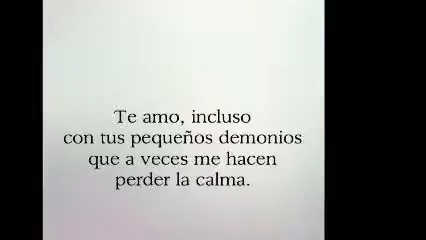 Te amo, incluso
con tus pequeños demonios
que a veces me hacen
perder la calma.